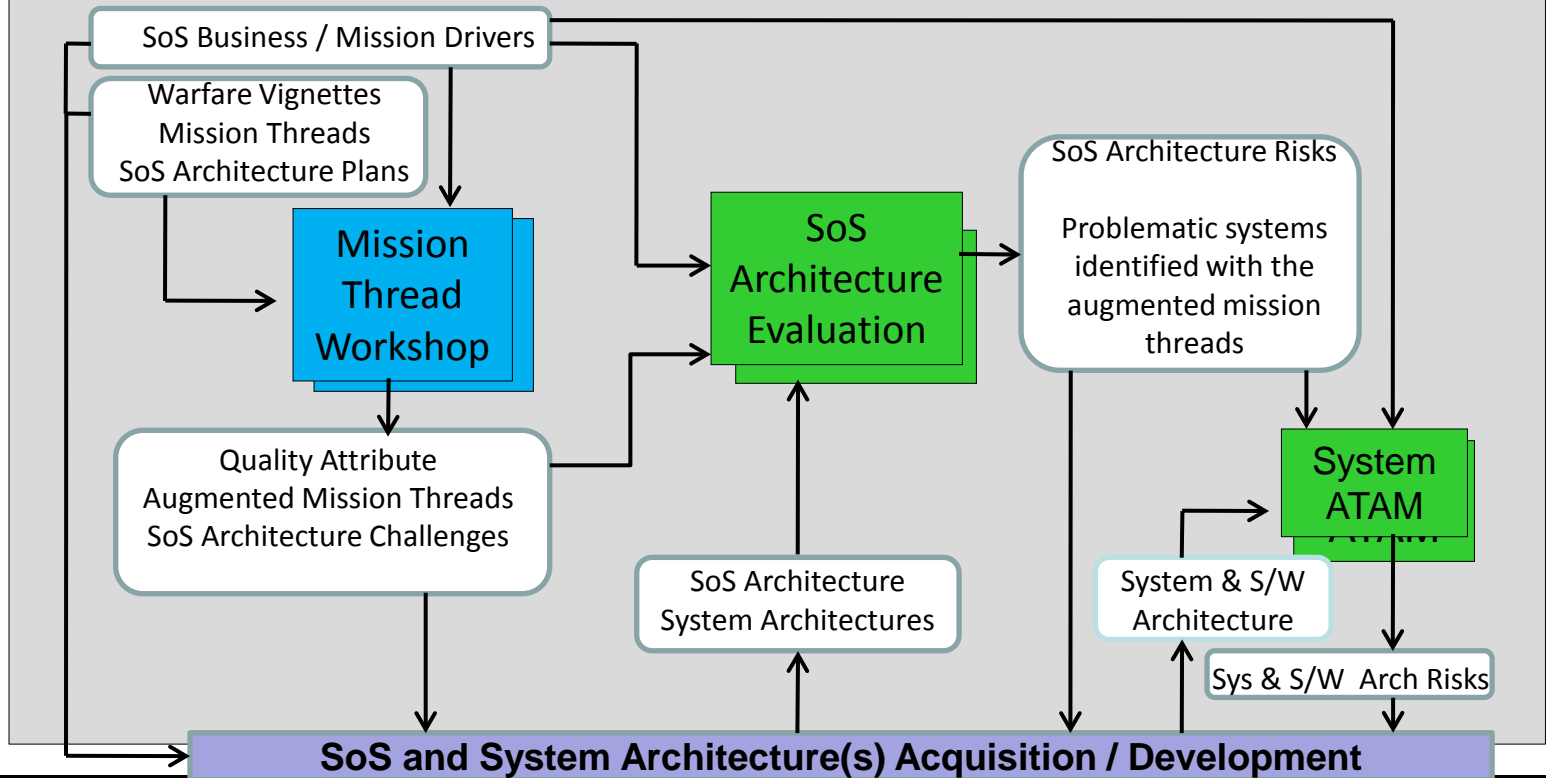 SoS Business / Mission Drivers
Warfare Vignettes
Mission Threads
SoS Architecture Plans
Mission
Thread
Workshop
SoS
Architecture
Evaluation
SoS Architecture Risks
Problematic systems
identified with the
augmented mission
threads
Quality Attribute
Augmented Mission Threads
SoS Architecture Challenges
SoS Architecture
System Architectures
System
ATAM
ATAM
System & S/W
Architecture
Sys & S/W Arch Risks
SoS and System Architecture(s) Acquisition / Development